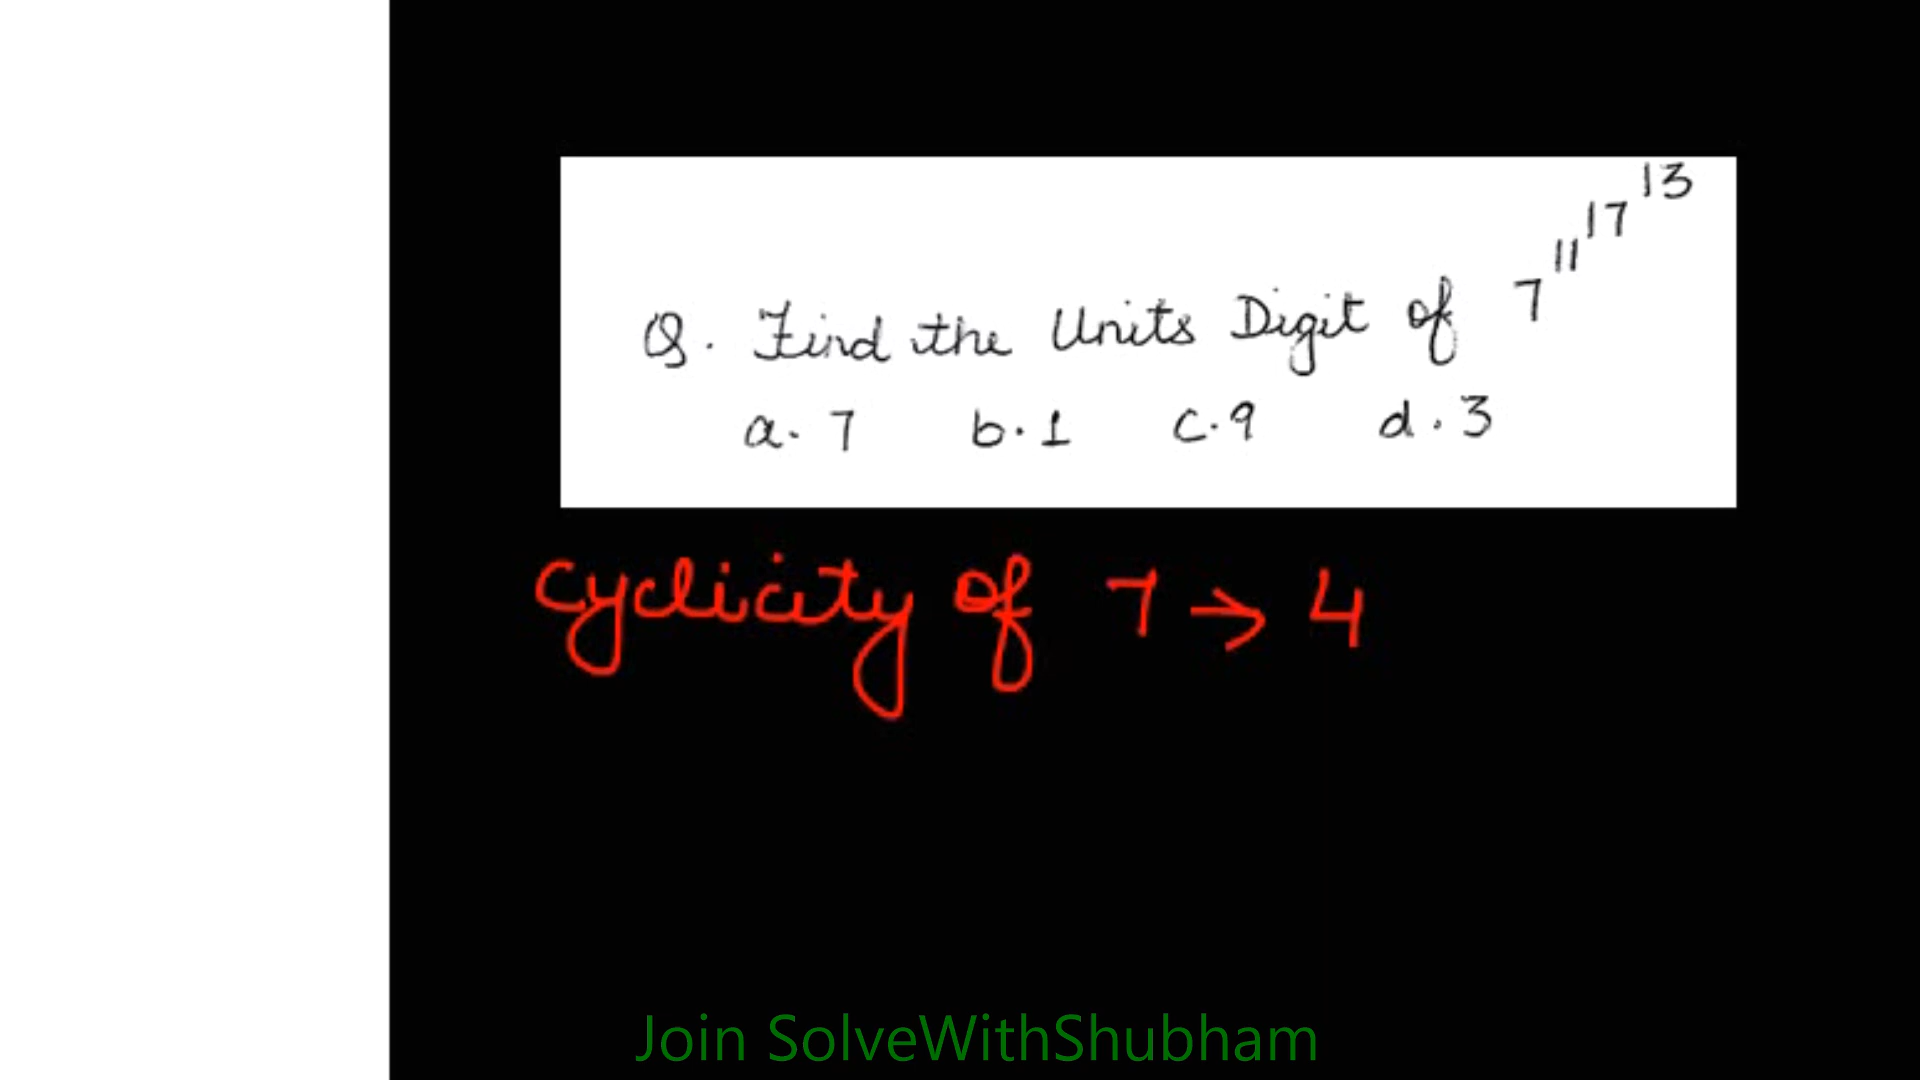 Q. Find the Units Digit of 7^11^17^13
a. 7 b. 1 c. 9 d. 3
Cyclicity of 7 → 4
Join SolveWithShubham